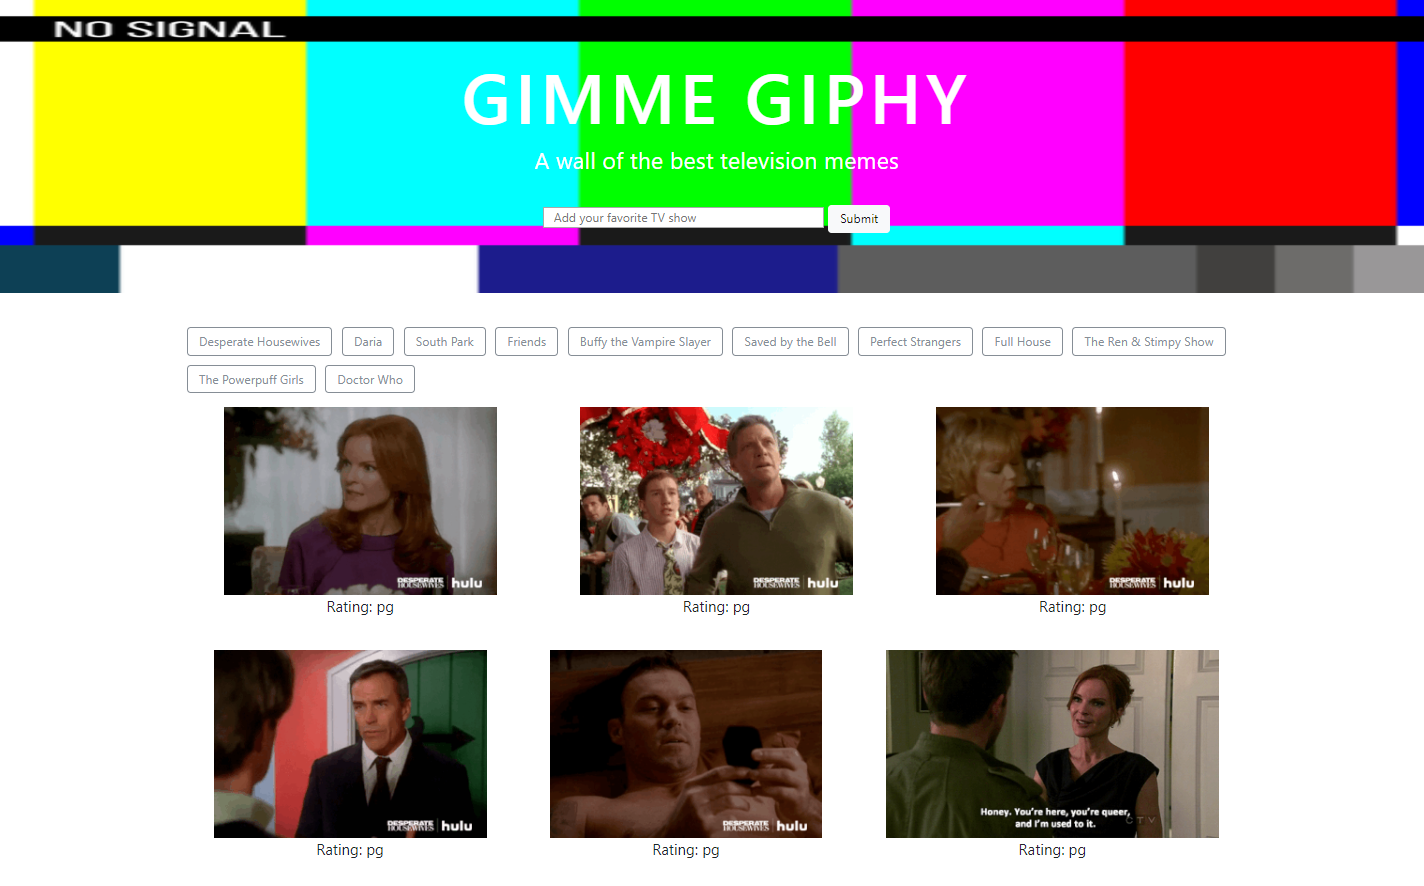 NO SIGNAL
GIMME GIPHY
A wall of the best television memes
Add your favorite TV show
Submit
Desperate Housewives Daria South Park Friends Buffy the Vampire Slayer Saved by the Bell Perfect Strangers Full House The Ren & Stimpy Show
The Powerpuff Girls Doctor Who
DESPERATE HOUSEWIVES hulu
DESPERATE HOUSEWIVES hulu
DESPERATE HOUSEWIVES hulu
Rating: pg
Rating: pg
Rating: pg
DESPERATE HOUSEWIVES hulu
DESPERATE HOUSEWIVES hulu
Honey. You're here, you're queer,
and I'm used to it.
CTV
Rating: pg
Rating: pg
Rating: pg